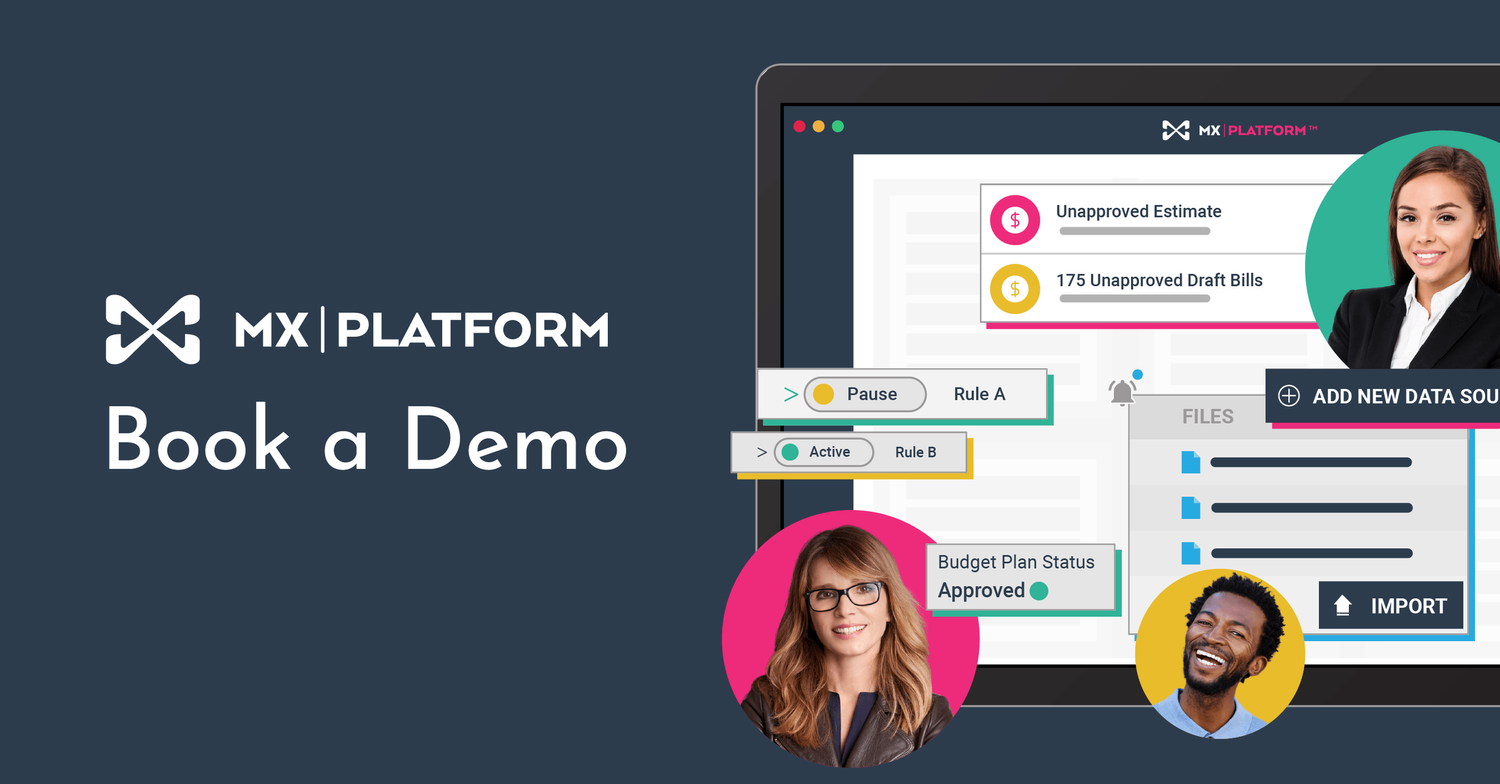 MX | PLATFORM
Book a Demo
MX | PLATFORM™
Unapproved Estimate
$
175 Unapproved Draft Bills
$
> Pause Rule A
> Active Rule B
ADD NEW DATA SOU
FILES
Budget Plan Status
Approved
IMPORT